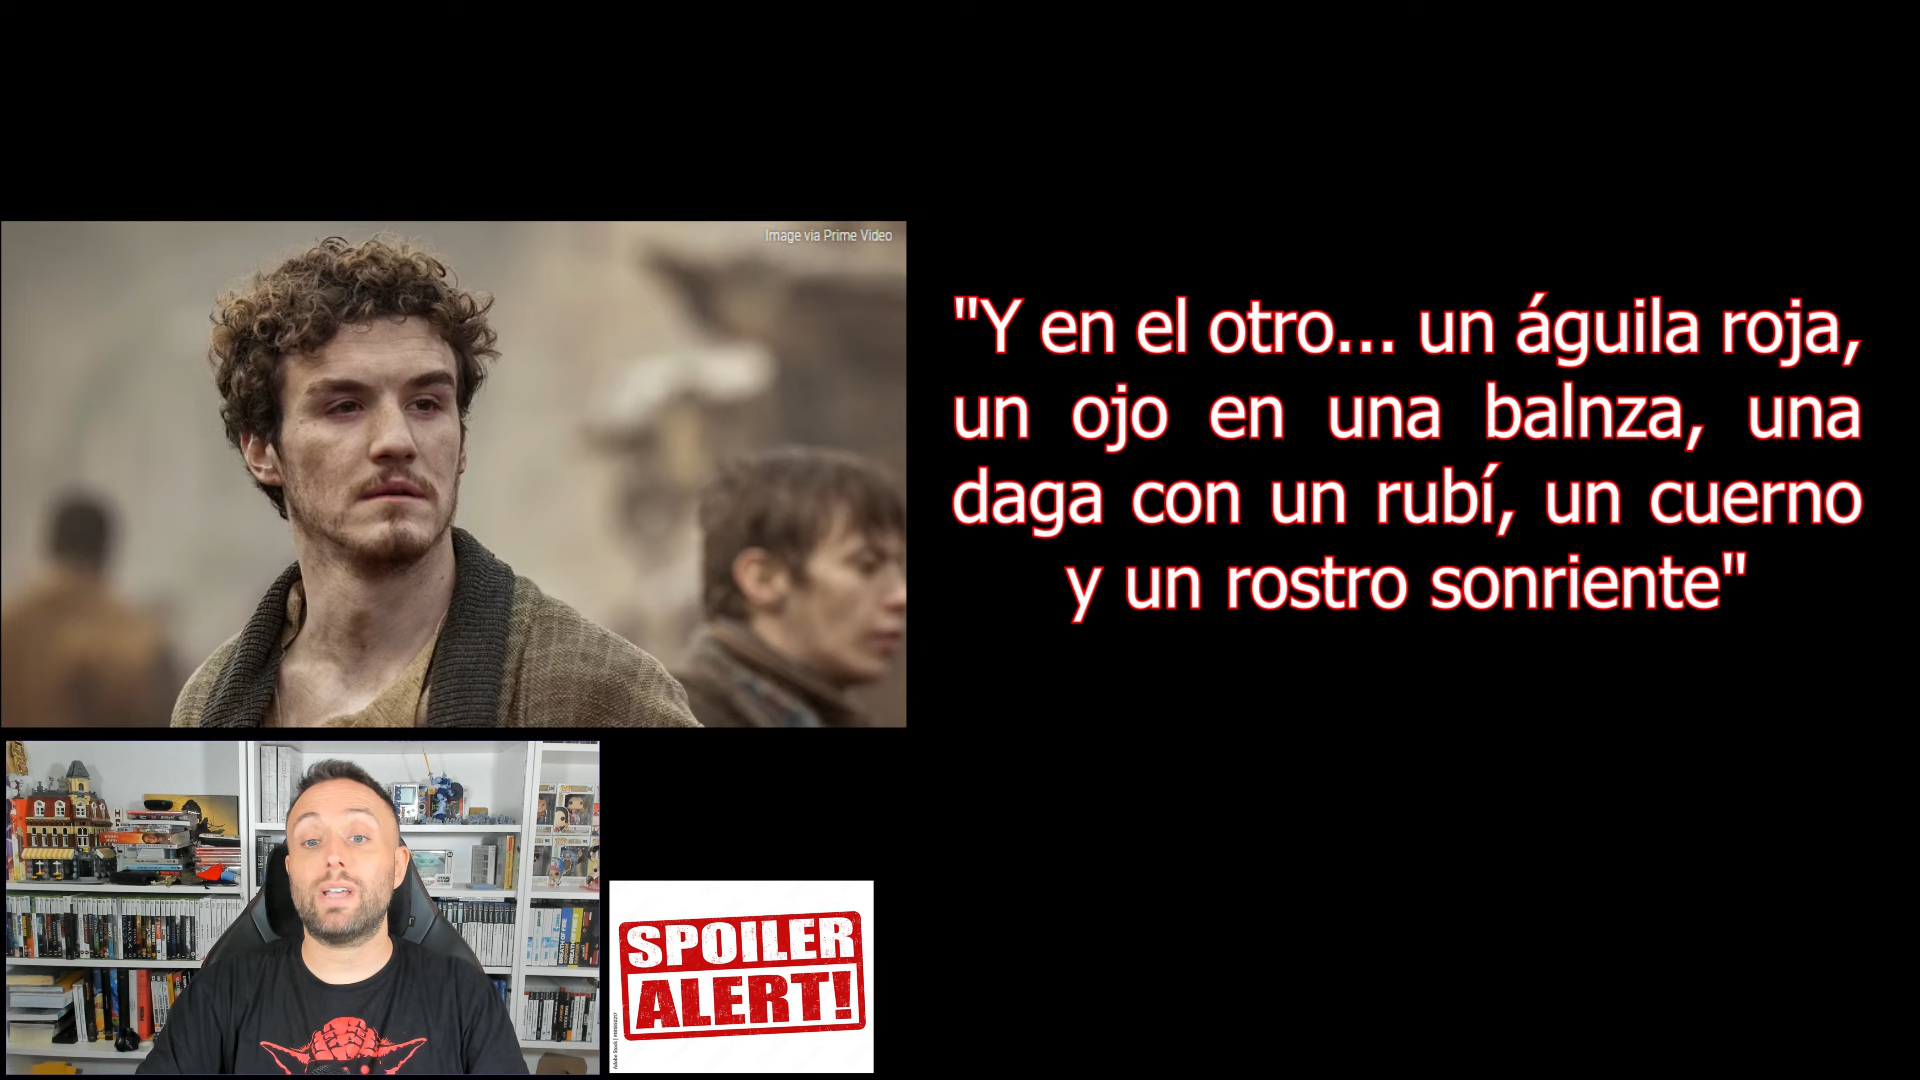 Image via Prime Video
"Y en el otro... un águila roja,
un ojo en una balnza, una
daga con un rubí, un cuerno
y un rostro sonriente"
SPOILER
ALERT!